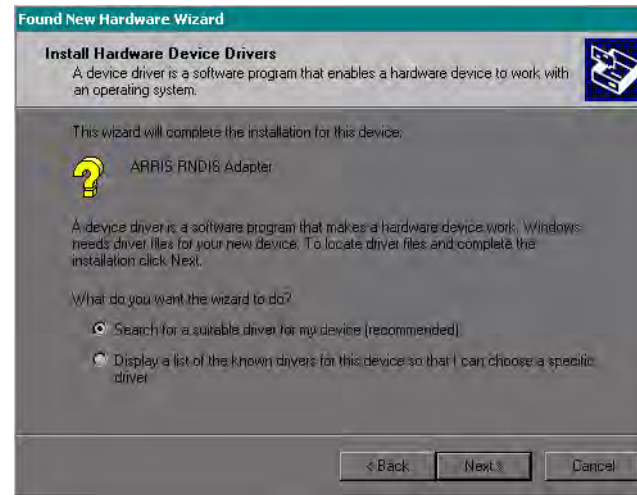 Found New Hardware Wizard
Install Hardware Device Drivers
A device driver is a software program that enables a hardware device to work with
an operating system.
This wizard will complete the installation for this device:
ARRIS RNDIS Adapter
A device driver is a software program that makes a hardware device work. Windows
needs driver files for your new device. To locate driver files and complete the
installation click Next.
What do you want the wizard to do?
Search for a suitable driver for my device (recommended)
Display a list of the known drivers for this device so that I can choose a specific
driver
< Back
Next >
Cancel